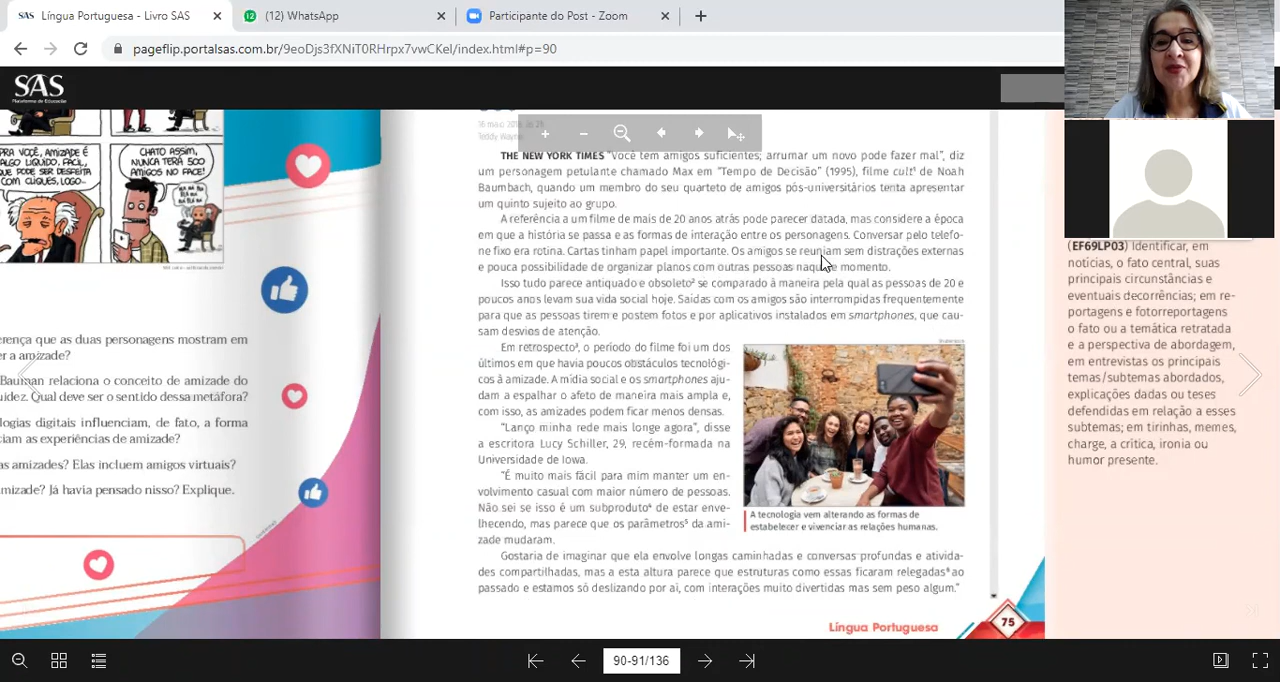 Língua Portuguesa - Livro SAS
(12) WhatsApp
Participante do Post - Zoom
pageflip.portalsas.com.br/9eoDjs3fXNiT0RHrpx7vwCKel/index.html#p=90
SAS
Plataforma de Educação
PRA VOCÊ, AMIZADE É
ALGO LÍQUIDO, FÁCIL,
QUE PODE SER DESFEITA
COM CLIQUES, LOGO...
CHATO ASSIM,
NUNCA TERÁ 500
AMIGOS NO FACE!
erença que as duas personagens mostram em
er a amizade?
Bauman relaciona o conceito de amizade do
uidez. Qual deve ser o sentido dessa metáfora?
logias digitais influenciam, de fato, a forma
ciam as experiências de amizade?
as amizades? Elas incluem amigos virtuais?
mizade? Já havia pensado nisso? Explique.
Teddy Wayne
THE NEW YORK TIMES "Você tem amigos suficientes; arrumar um novo pode fazer mal", diz
um personagem petulante chamado Max em "Tempo de Decisão" (1995), filme cult¹ de Noah
Baumbach, quando um membro do seu quarteto de amigos pós-universitários tenta apresentar
um quinto sujeito ao grupo.
A referência a um filme de mais de 20 anos atrás pode parecer datada, mas considere a época
em que a história se passa e as formas de interação entre os personagens. Conversar pelo telefo-
ne fixo era rotina. Cartas tinham papel importante. Os amigos se reuniam sem distrações externas
e pouca possibilidade de organizar planos com outras pessoas naquele momento.
Isso tudo parece antiquado e obsoleto² se comparado à maneira pela qual as pessoas de 20 e
poucos anos levam sua vida social hoje. Saídas com os amigos são interrompidas frequentemente
para que as pessoas tirem e postem fotos e por aplicativos instalados em smartphones, que cau-
sam desvios de atenção.
Em retrospecto³, o período do filme foi um dos
últimos em que havia poucos obstáculos tecnológi-
cos à amizade. A mídia social e os smartphones aju-
dam a espalhar o afeto de maneira mais ampla e,
com isso, as amizades podem ficar menos densas.
"Lanço minha rede mais longe agora", disse
a escritora Lucy Schiller, 29, recém-formada na
Universidade de Iowa.
"É muito mais fácil para mim manter um en-
volvimento casual com maior número de pessoas.
Não sei se isso é um subproduto⁴ de estar enve-
lhecendo, mas parece que os parâmetros⁵ da ami-
zade mudaram.
A tecnologia vem alterando as formas de
estabelecer e vivenciar as relações humanas.
Gostaria de imaginar que ela envolve longas caminhadas e conversas profundas e ativida-
des compartilhadas, mas a esta altura parece que estruturas como essas ficaram relegadas⁶ ao
passado e estamos só deslizando por aí, com interações muito divertidas mas sem peso algum."
Língua Portuguesa
75
(EF69LP03) Identificar, em
notícias, o fato central, suas
principais circunstâncias e
eventuais decorrências; em re-
portagens e fotorreportagens
o fato ou a temática retratada
e a perspectiva de abordagem,
em entrevistas os principais
temas/subtemas abordados,
explicações dadas ou teses
defendidas em relação a esses
subtemas; em tirinhas, memes,
charge, a crítica, ironia ou
humor presente.
90-91/136